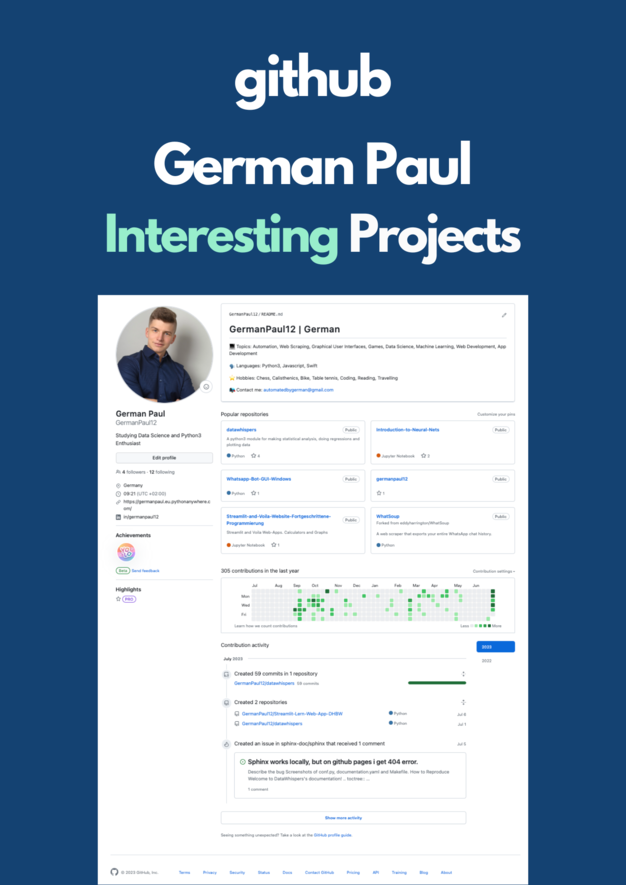 github
German Paul
Interesting Projects
GermanPaul12/README.md
GermanPaul12 | German
Topics: Automation, Web Scraping, Graphical User Interfaces, Games, Data Science, Machine Learning, Web Development, App
Development
Languages: Python3, Javascript, Swift
Hobbies: Chess, Calisthenics, Bike, Table tennis, Coding, Reading, Travelling
Contact me: automatedbygerman@gmail.com
German Paul
GermanPaul12
Studying Data Science and Python3
Enthusiast
Edit profile
4 followers · 12 following
Germany
09:21 (UTC +02:00)
https://germanpaul.eu.pythonanywhere.c
om/
in/germanpaul12
Achievements
Beta Send feedback
Highlights
PRO
Popular repositories
Customize your pins
datawhispers Public
A python3 module for making statistical analysis, doing regressions and
plotting data
Python 4
Introduction-to-Neural-Nets Public
Jupyter Notebook 2
Whatsapp-Bot-GUI-Windows Public
Python 1
germanpaul12 Public
1
Streamlit-and-Voila-Website-Fortgeschrittene-
Programmierung Public
Streamlit and Voila Web-Apps. Calculators and Graphs
Jupyter Notebook 1
WhatSoup Public
Forked from eddyharrington/WhatSoup
A web scraper that exports your entire WhatsApp chat history.
Python
305 contributions in the last year
Contribution settings
Jul Aug Sep Oct Nov Dec Jan Feb Mar Apr May Jun
Mon
Wed
Fri
Learn how we count contributions
Less More
Contribution activity
2023
2022
July 2023
Created 59 commits in 1 repository
GermanPaul12/datawhispers 59 commits
Created 2 repositories
GermanPaul12/Streamlit-Lern-Web-App-DHBW Python Jul 8
GermanPaul12/datawhispers Python Jul 1
Created an issue in sphinx-doc/sphinx that received 1 comment Jul 5
Sphinx works locally, but on github pages i get 404 error.
Describe the bug Screenshots of conf.py, documentation.yaml and Makefile. How to Reproduce
Welcome to DataWhispers's documentation! .. toctree:: ...
1 comment
Show more activity
Seeing something unexpected? Take a look at the GitHub profile guide.
© 2023 GitHub, Inc. Terms Privacy Security Status Docs Contact GitHub Pricing API Training Blog About